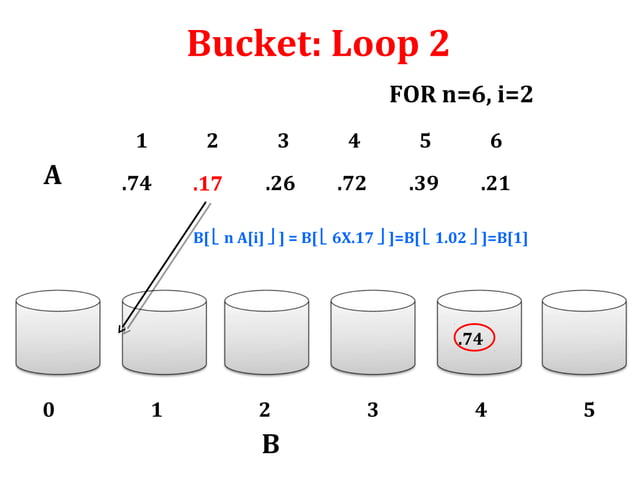 Bucket: Loop 2
FOR n=6, i=2
1 2 3 4 5 6
A .74 .17 .26 .72 .39 .21
B[⎣ n A[i] ⎦] = B[⎣ 6X.17 ⎦]=B[⎣ 1.02 ⎦]=B[1]
.74
0 1 2 3 4 5
B